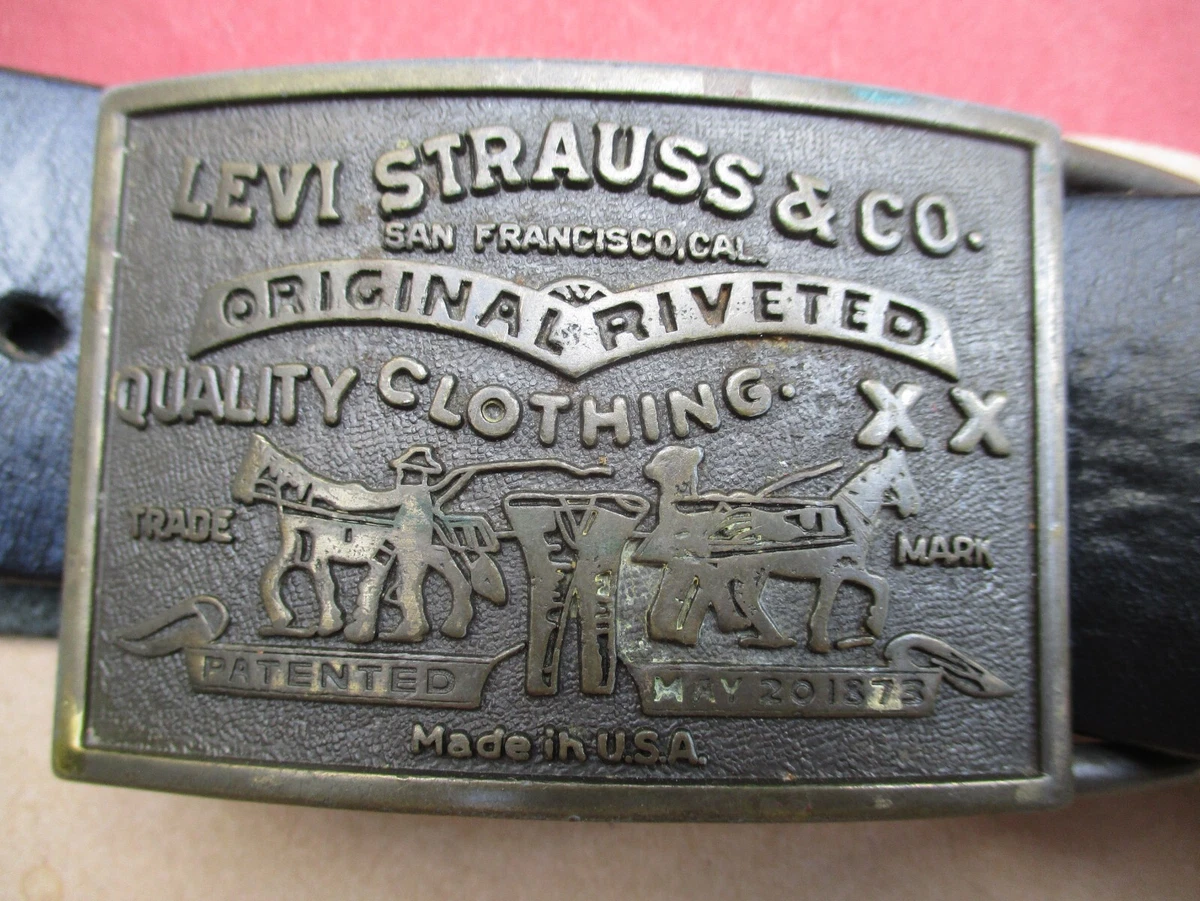 LEVI STRAUSS & CO.
SAN FRANCISCO, CAL.
ORIGINAL RIVETED
QUALITY CLOTHING. XX
TRADE MARK
PATENTED MAY 20 1873
Made in U.S.A.